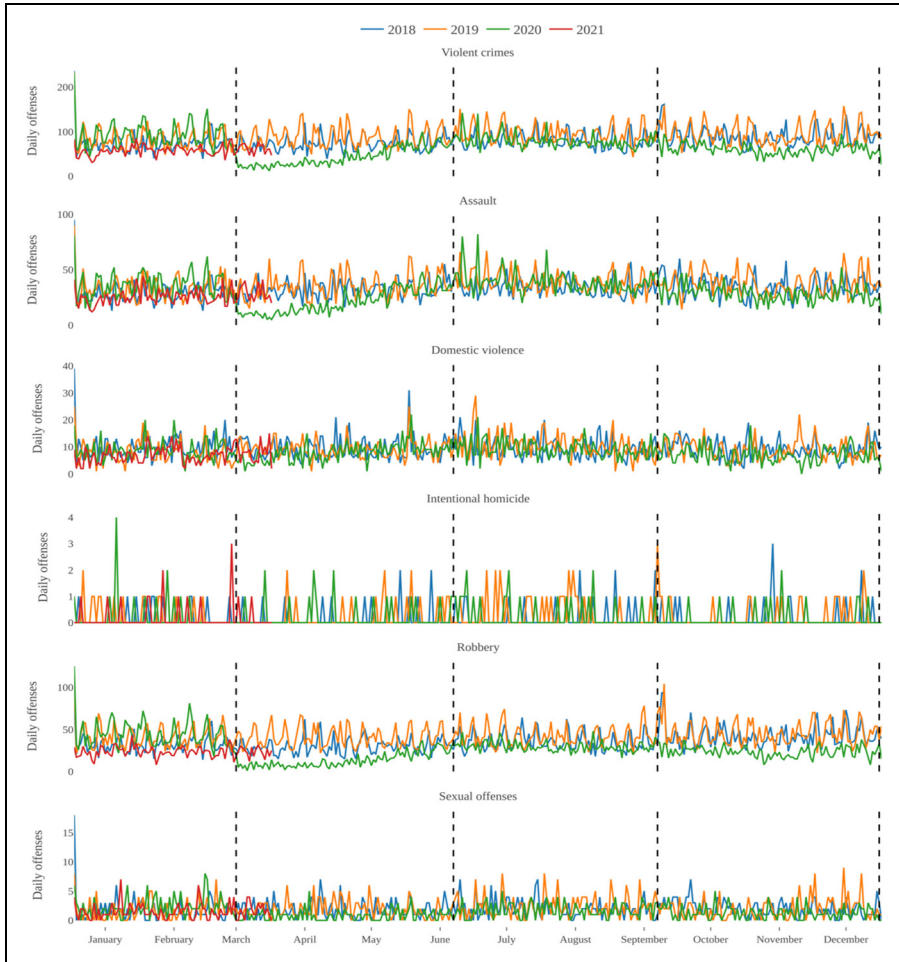 2018 2019 2020 2021
Violent crimes
Daily offenses
200
100
0
Assault
Daily offenses
100
50
0
Domestic violence
Daily offenses
40
30
20
10
0
Intentional homicide
Daily offenses
4
3
2
1
0
Robbery
Daily offenses
100
50
0
Sexual offenses
Daily offenses
15
10
5
0
January February March April May June July August September October November December